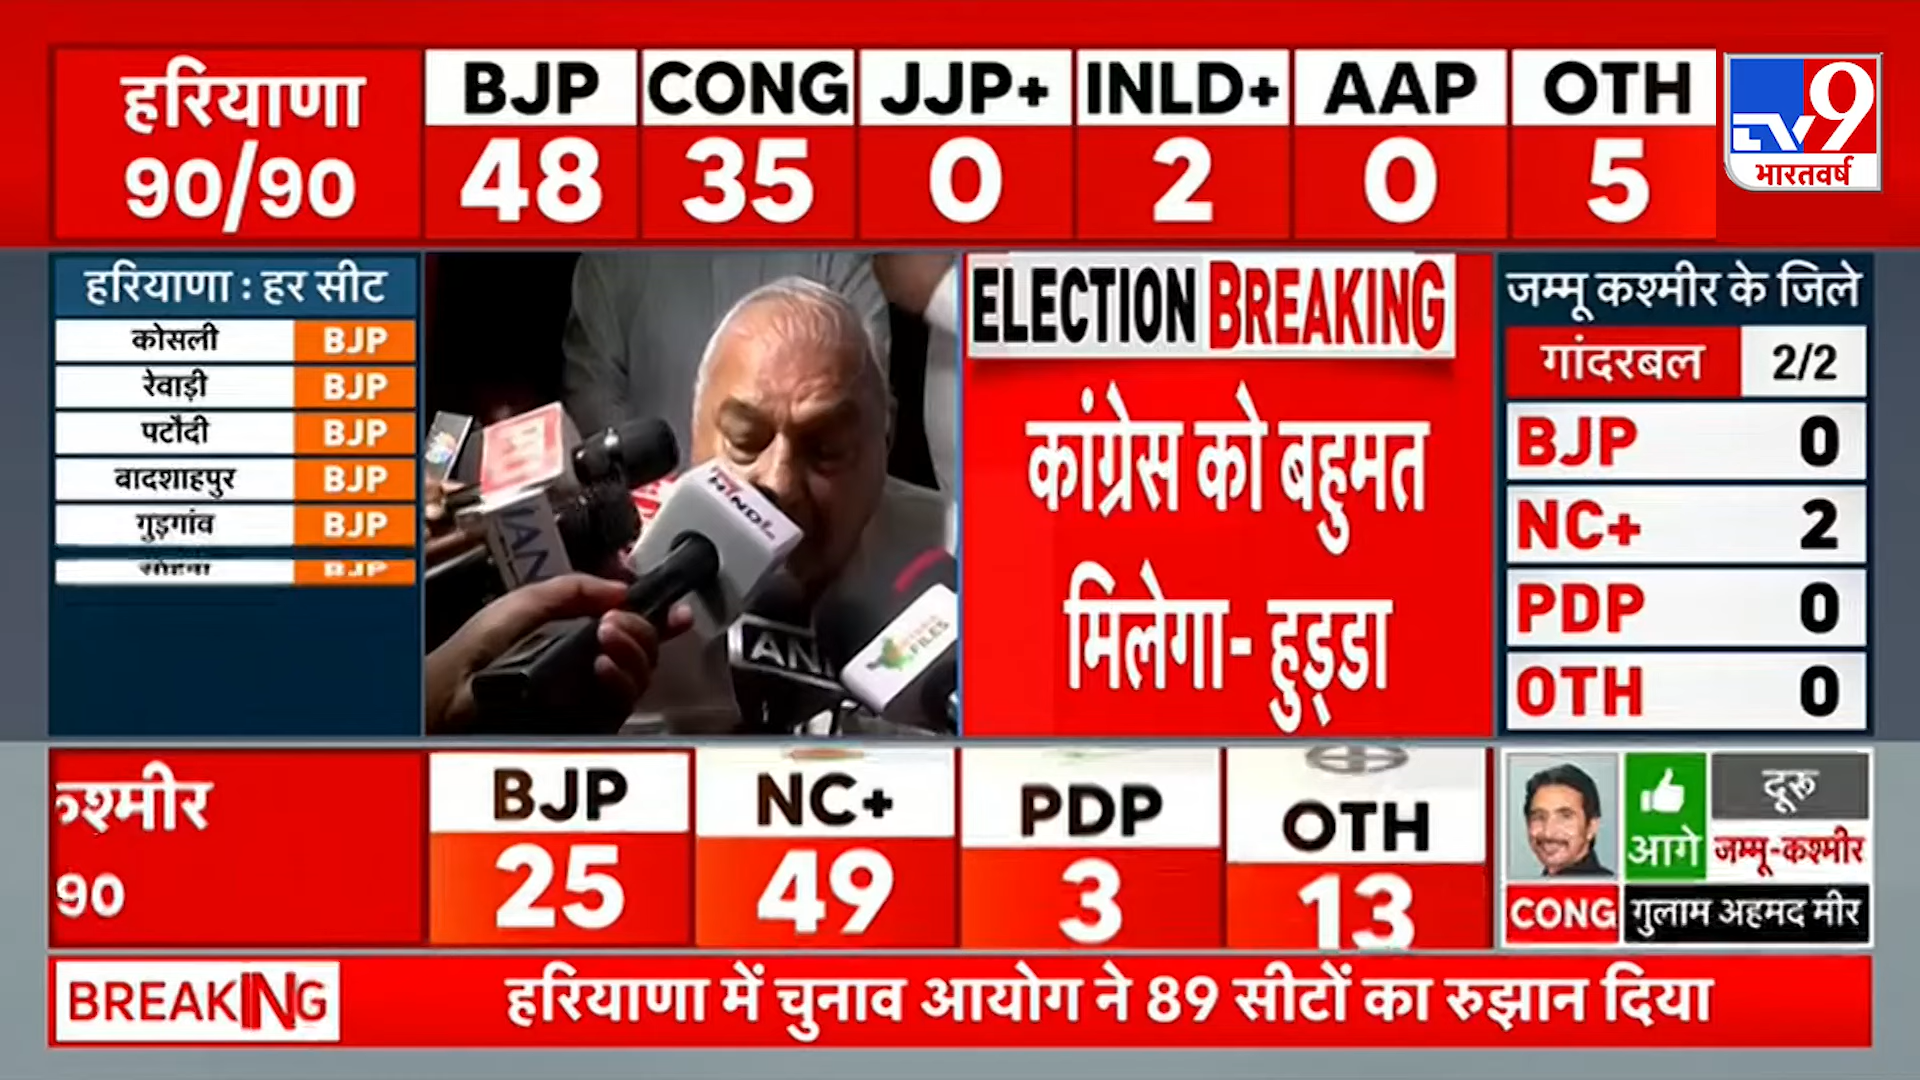 हरियाणा
90/90
BJP
48
CONG
35
JJP+
0
INLD+
2
AAP
0
OTH
5
TV9
भारतवर्ष
हरियाणा : हर सीट
कोसली BJP
रेवाड़ी BJP
पटौदी BJP
बादशाहपुर BJP
गुड़गांव BJP
BJP
HINDI
ANI
FILES
ELECTION BREAKING
कांग्रेस को बहुमत
मिलेगा- हुड्डा
जम्मू कश्मीर के जिले
गांदरबल 2/2
BJP 0
NC+ 2
PDP 0
OTH 0
कश्मीर
90
BJP
25
NC+
49
PDP
3
OTH
13
आगे
दूरू
जम्मू-कश्मीर
CONG गुलाम अहमद मीर
BREAKING
हरियाणा में चुनाव आयोग ने 89 सीटों का रुझान दिया